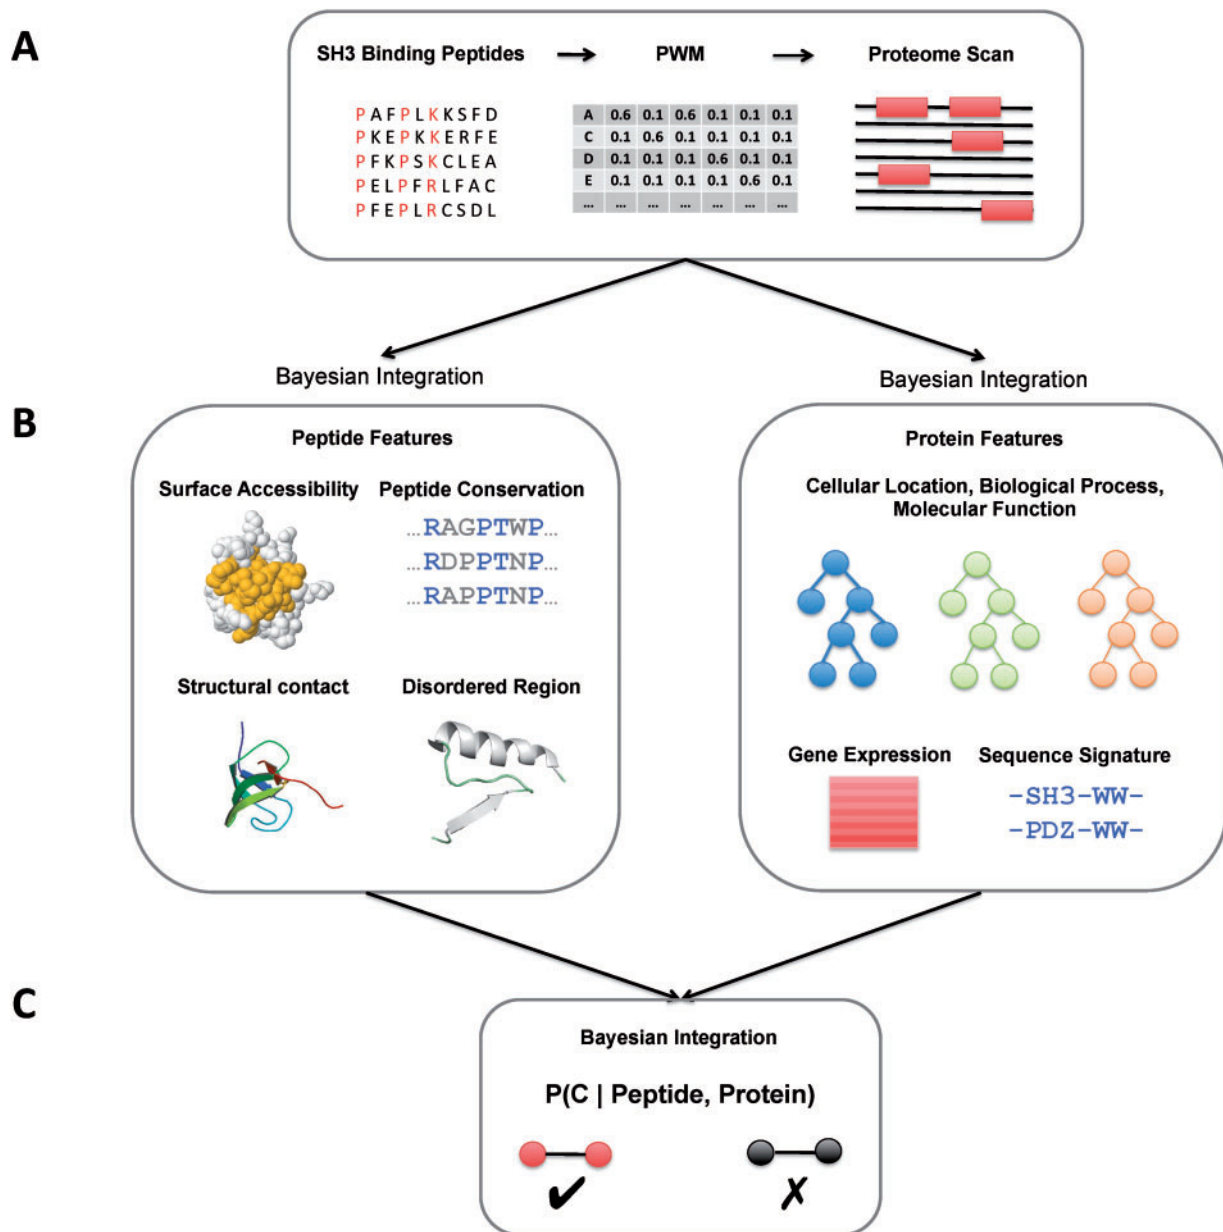 A
SH3 Binding Peptides
PWM
Proteome Scan
PAFPLKKSFD
PKEPKKERFE
PFKPSKCLEA
PELPFRLFAC
PFEPLRCSDL
A 0.6 0.1 0.6 0.1 0.1 0.1
C 0.1 0.6 0.1 0.1 0.1 0.1
D 0.1 0.1 0.1 0.6 0.1 0.1
E 0.1 0.1 0.1 0.1 0.6 0.1
... ... ... ... ... ... ...
Bayesian Integration
Bayesian Integration
B
Peptide Features
Surface Accessibility
Peptide Conservation
...RAGPTWP...
...RDPPTNP...
...RAPPTNP...
Structural contact
Disordered Region
Protein Features
Cellular Location, Biological Process,
Molecular Function
Gene Expression
Sequence Signature
-SH3-WW-
-PDZ-WW-
C
Bayesian Integration
P(C | Peptide, Protein)
✔ ✗